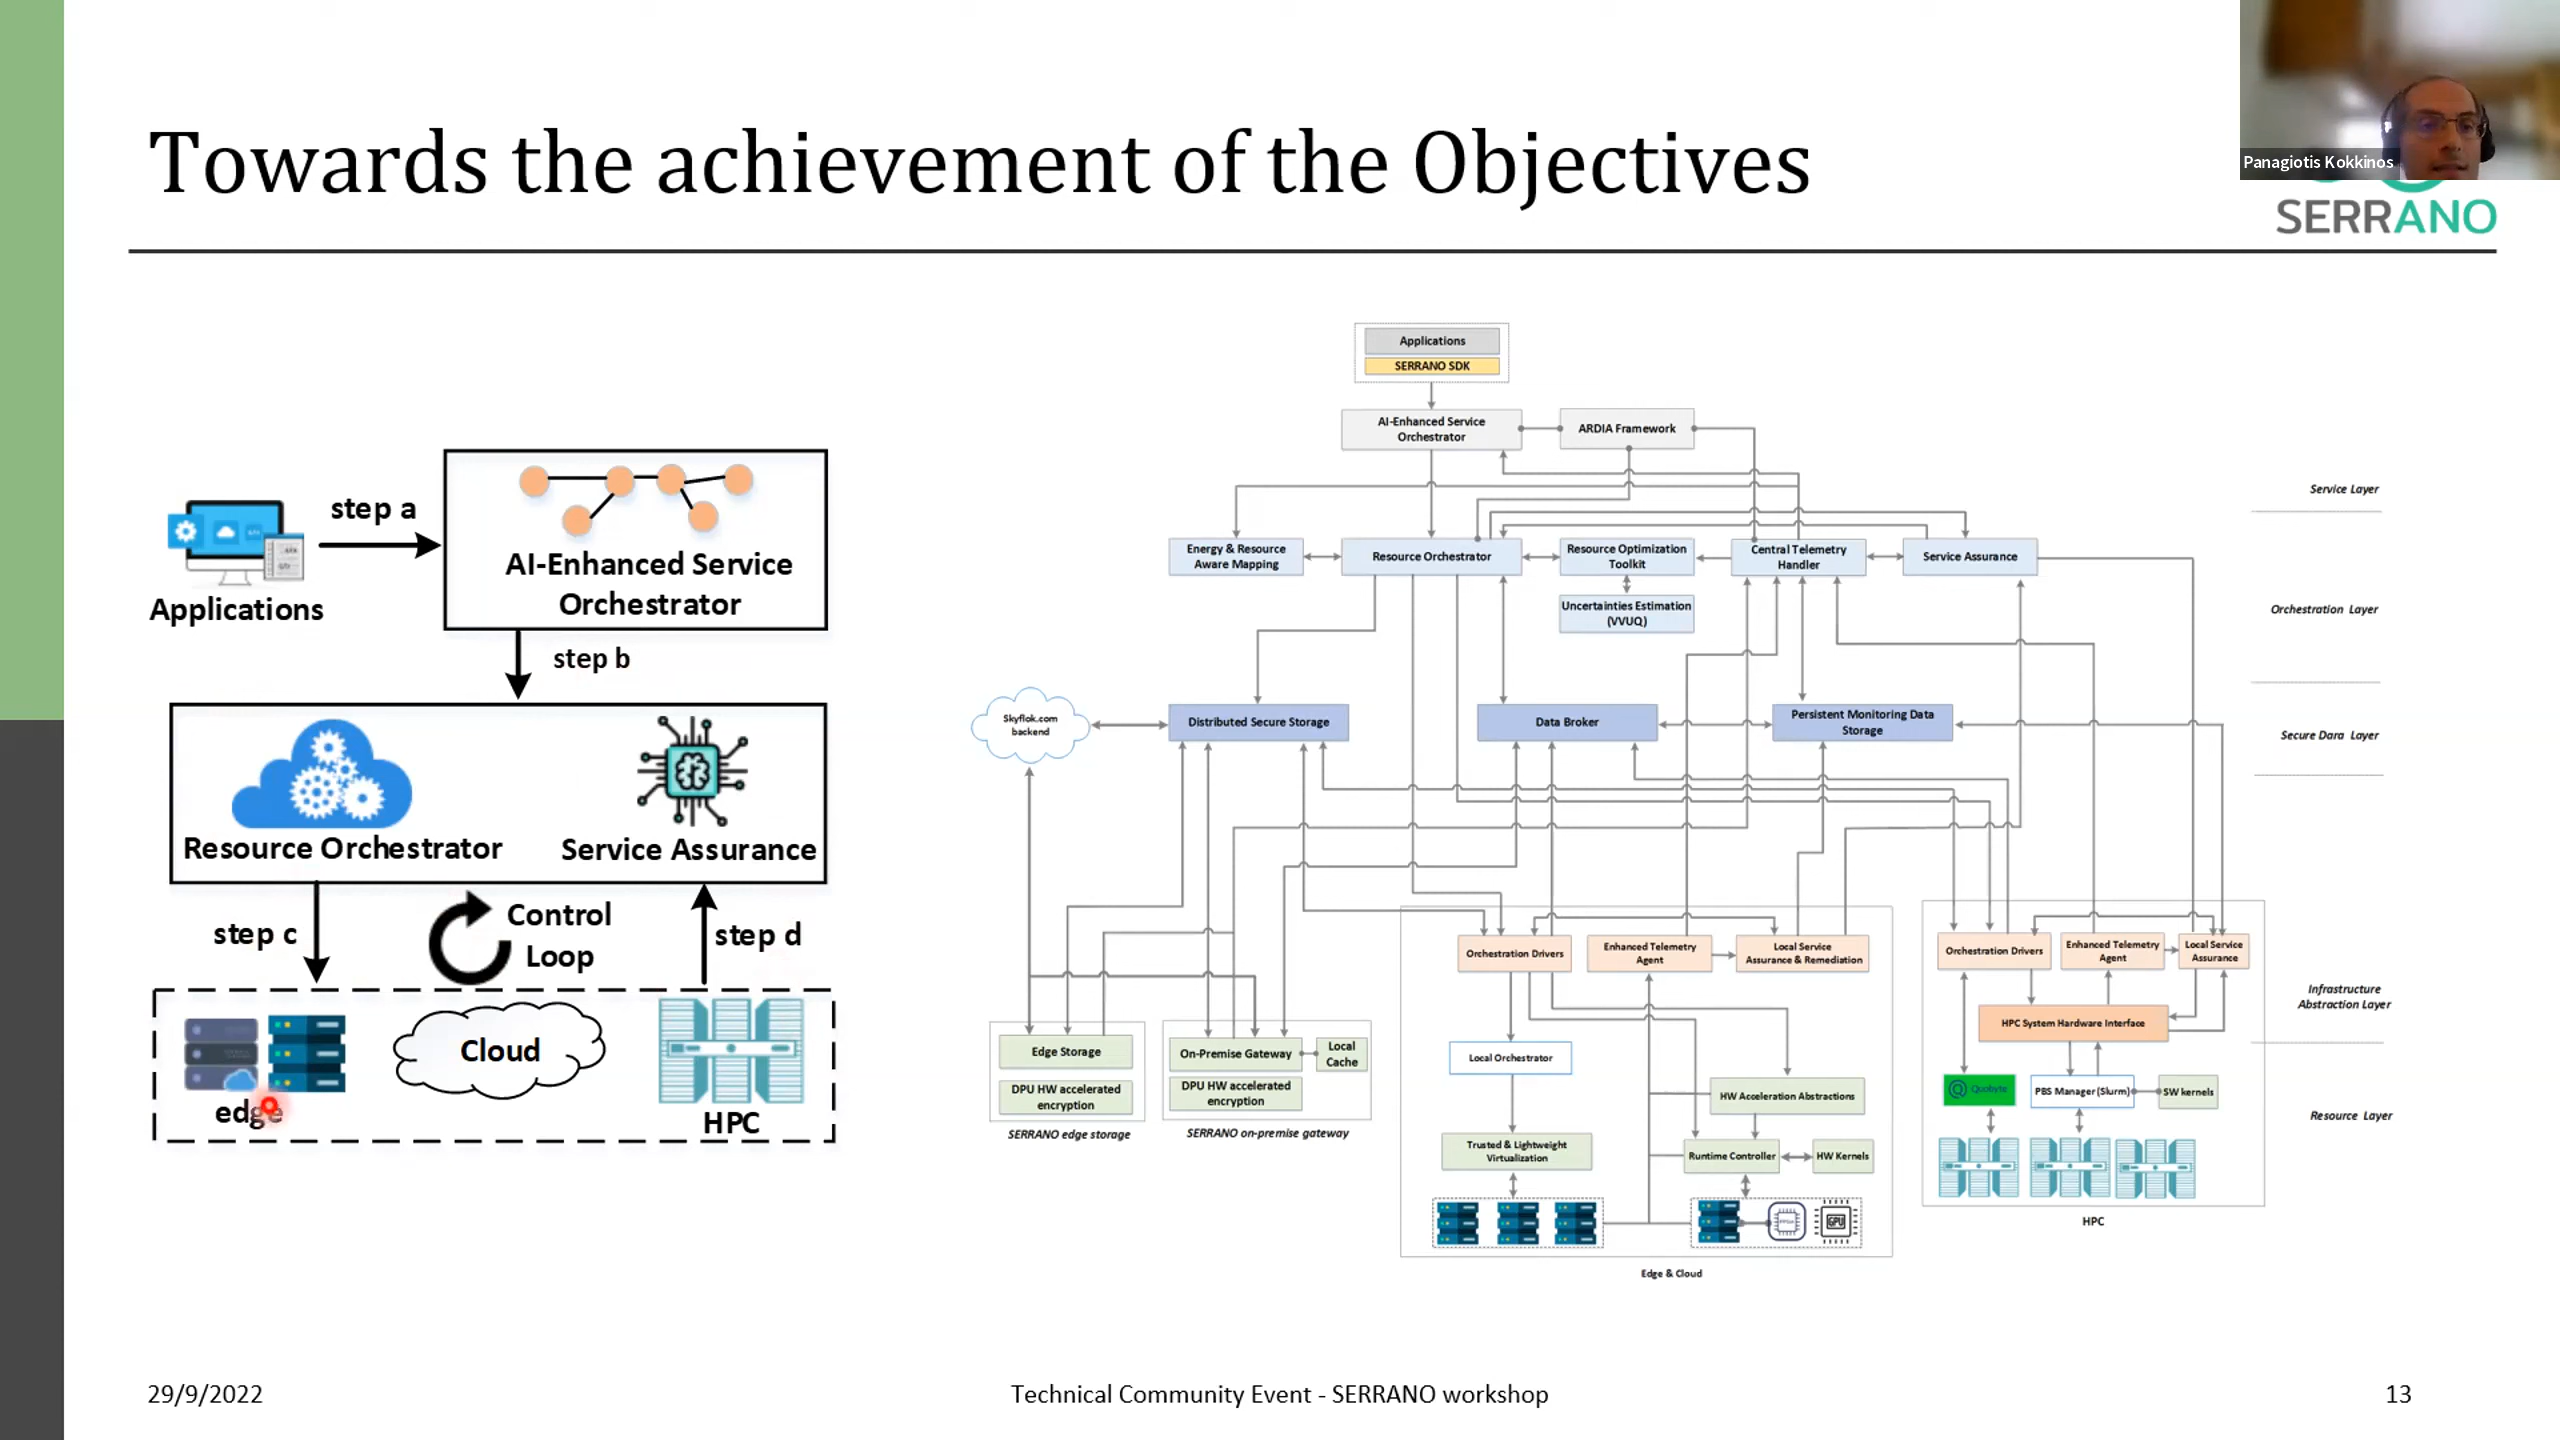 Towards the achievement of the Objectives
Panagiotis Kokkinos
SERRANO
step a
Applications
AI-Enhanced Service
Orchestrator
step b
Resource Orchestrator
Service Assurance
step c
Control
Loop
step d
edge
Cloud
HPC
Applications
SERRANO SDK
AI-Enhanced Service
Orchestrator
ARDIA Framework
Service Layer
Energy & Resource
Aware Mapping
Resource Orchestrator
Resource Optimization
Toolkit
Central Telemetry
Handler
Service Assurance
Uncertainties Estimation
(VVUQ)
Orchestration Layer
Skyflok.com
backend
Distributed Secure Storage
Data Broker
Persistent Monitoring Data
Storage
Secure Dara Layer
Orchestration Drivers
Enhanced Telemetry
Agent
Local Service
Assurance & Remediation
Orchestration Drivers
Enhanced Telemetry
Agent
Local Service
Assurance
Infrastructure
Abstraction Layer
HPC System Hardware Interface
Edge Storage
DPU HW accelerated
encryption
SERRANO edge storage
On-Premise Gateway
Local
Cache
DPU HW accelerated
encryption
SERRANO on-premise gateway
Local Orchestrator
HW Acceleration Abstractions
Quobyte
PBS Manager (Slurm)
SW kernels
Resource Layer
Trusted & Lightweight
Virtualization
Runtime Controller
HW Kernels
GPU
Edge & Cloud
HPC
29/9/2022
Technical Community Event - SERRANO workshop
13